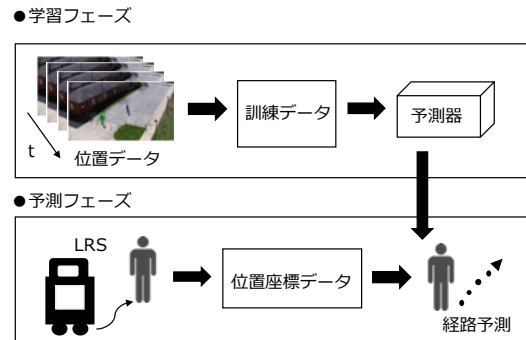 ●学習フェーズ
t
位置データ
訓練データ
予測器
●予測フェーズ
LRS
位置座標データ
経路予測